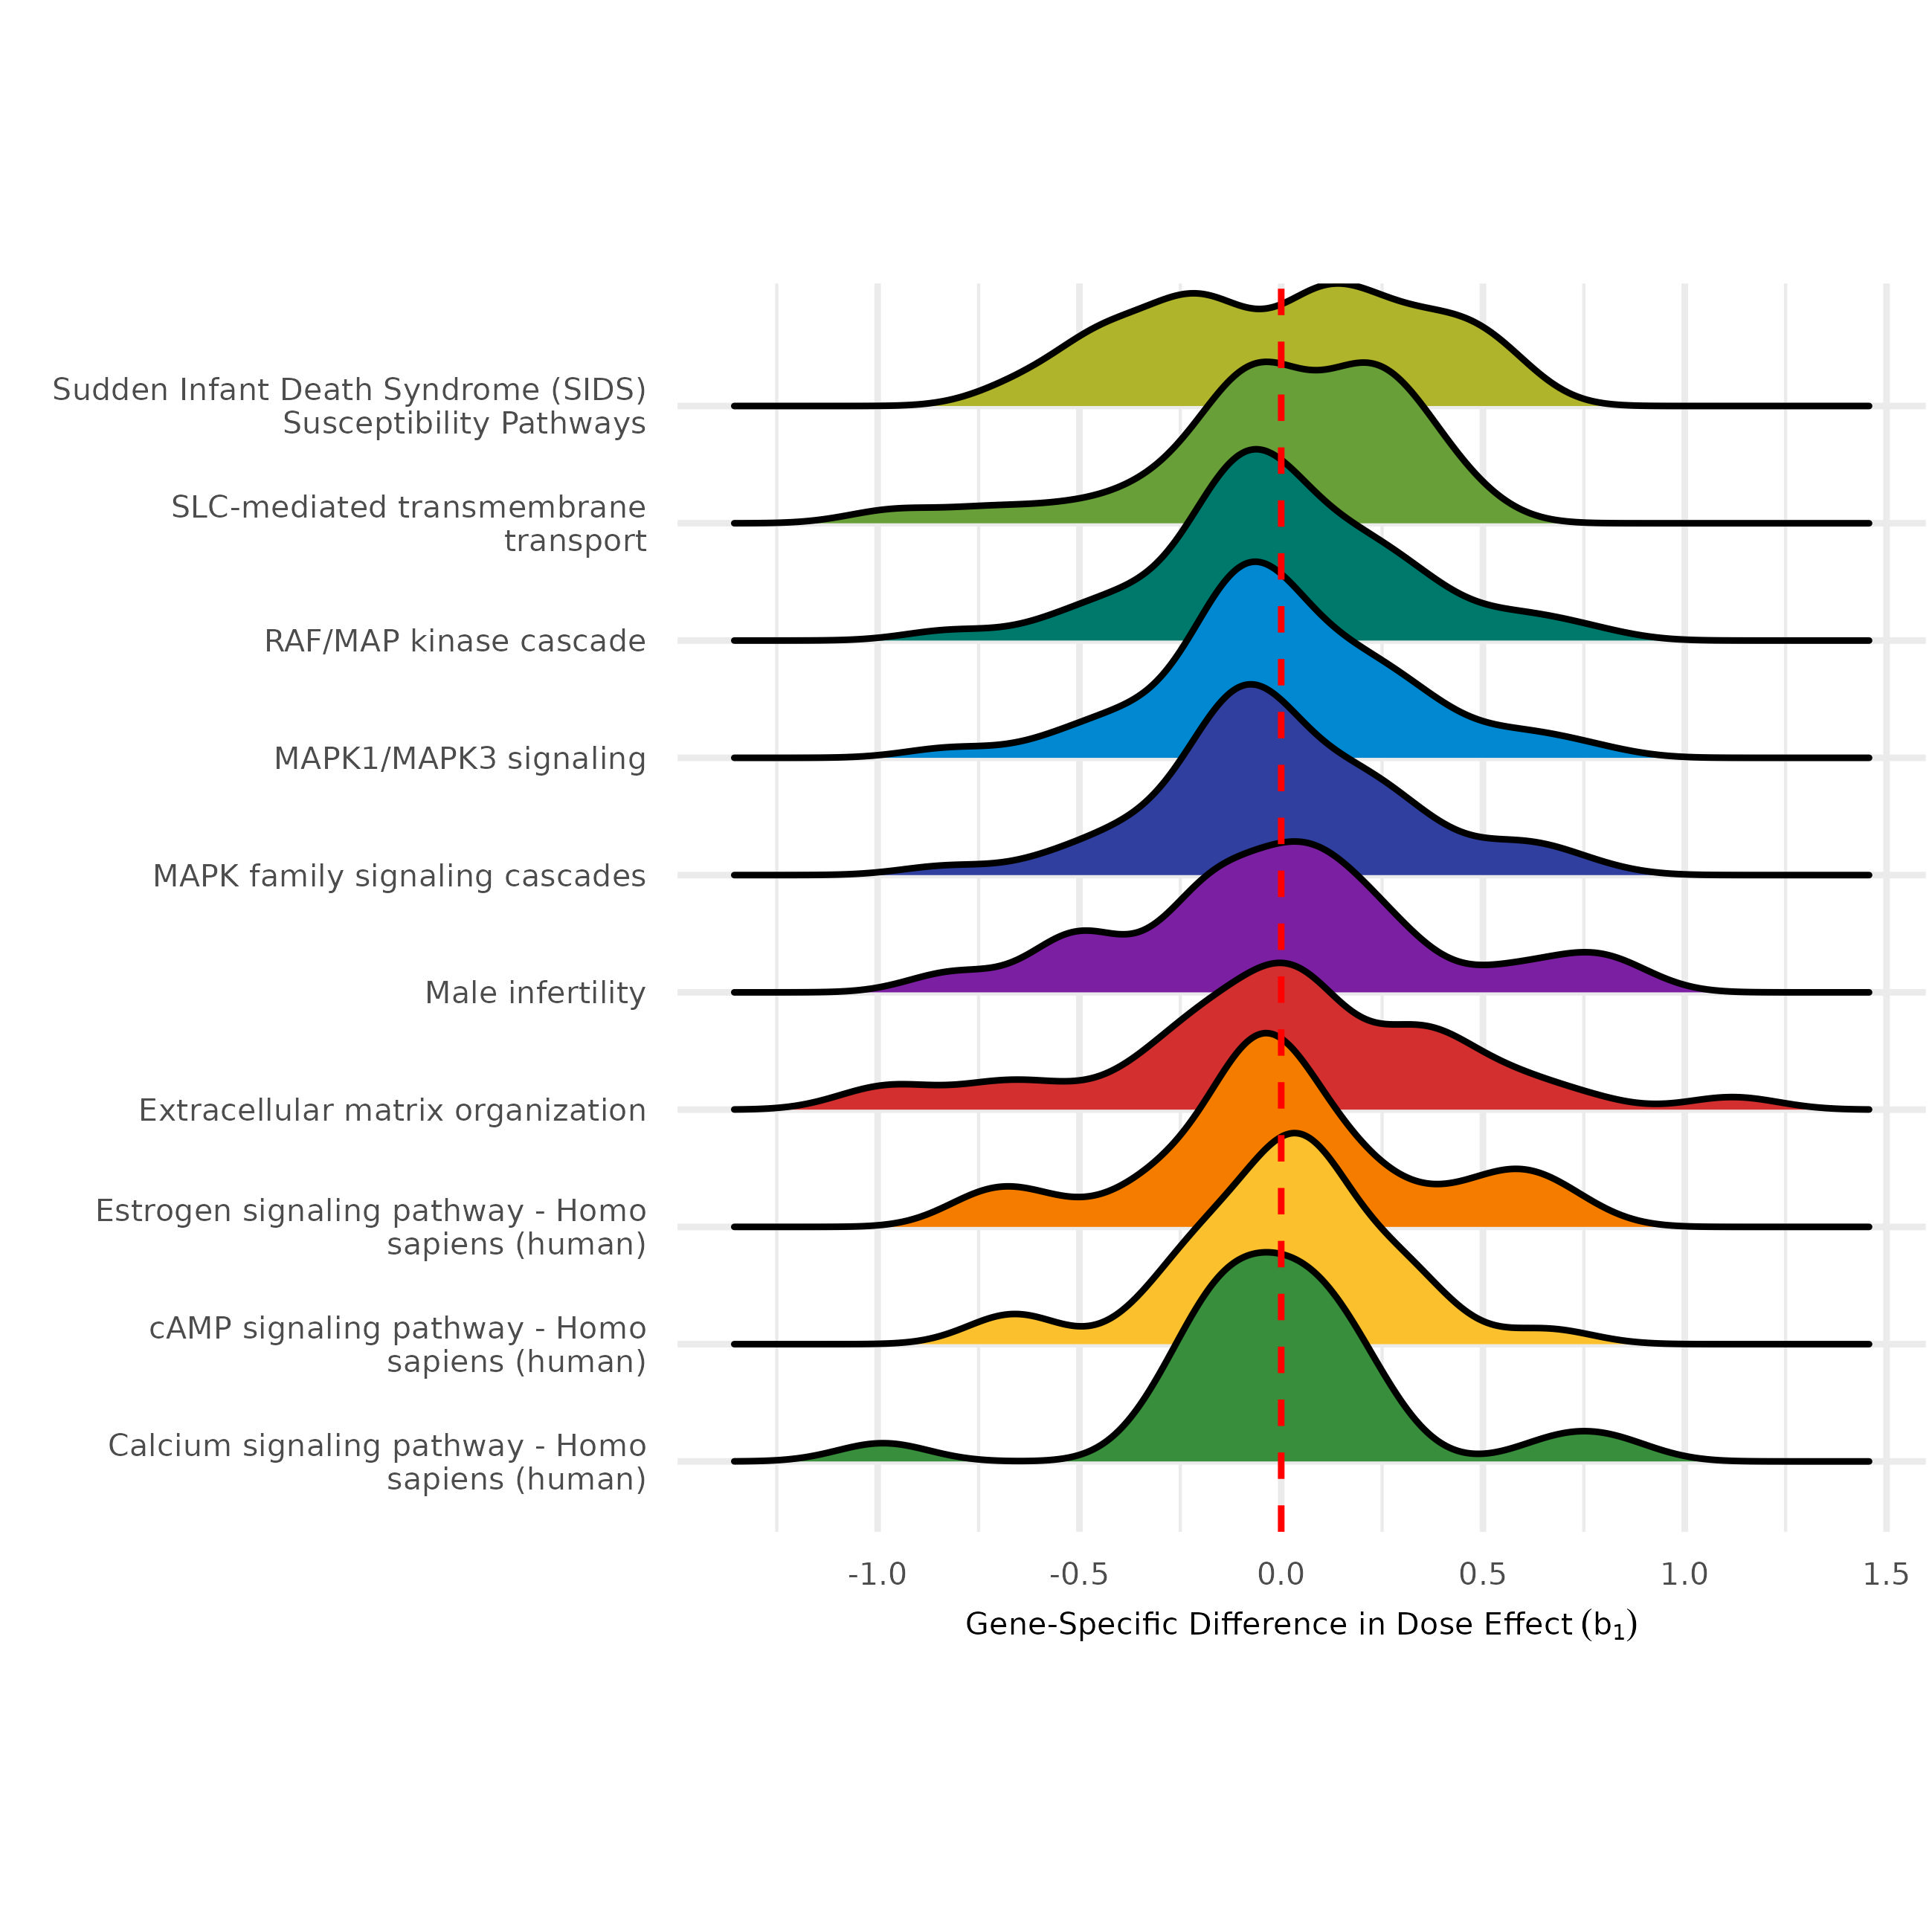 Sudden Infant Death Syndrome (SIDS)
Susceptibility Pathways
SLC-mediated transmembrane
transport
RAF/MAP kinase cascade
MAPK1/MAPK3 signaling
MAPK family signaling cascades
Male infertility
Extracellular matrix organization
Estrogen signaling pathway - Homo
sapiens (human)
cAMP signaling pathway - Homo
sapiens (human)
Calcium signaling pathway - Homo
sapiens (human)
-1.0 -0.5 0.0 0.5 1.0 1.5
Gene-Specific Difference in Dose Effect (b₁)